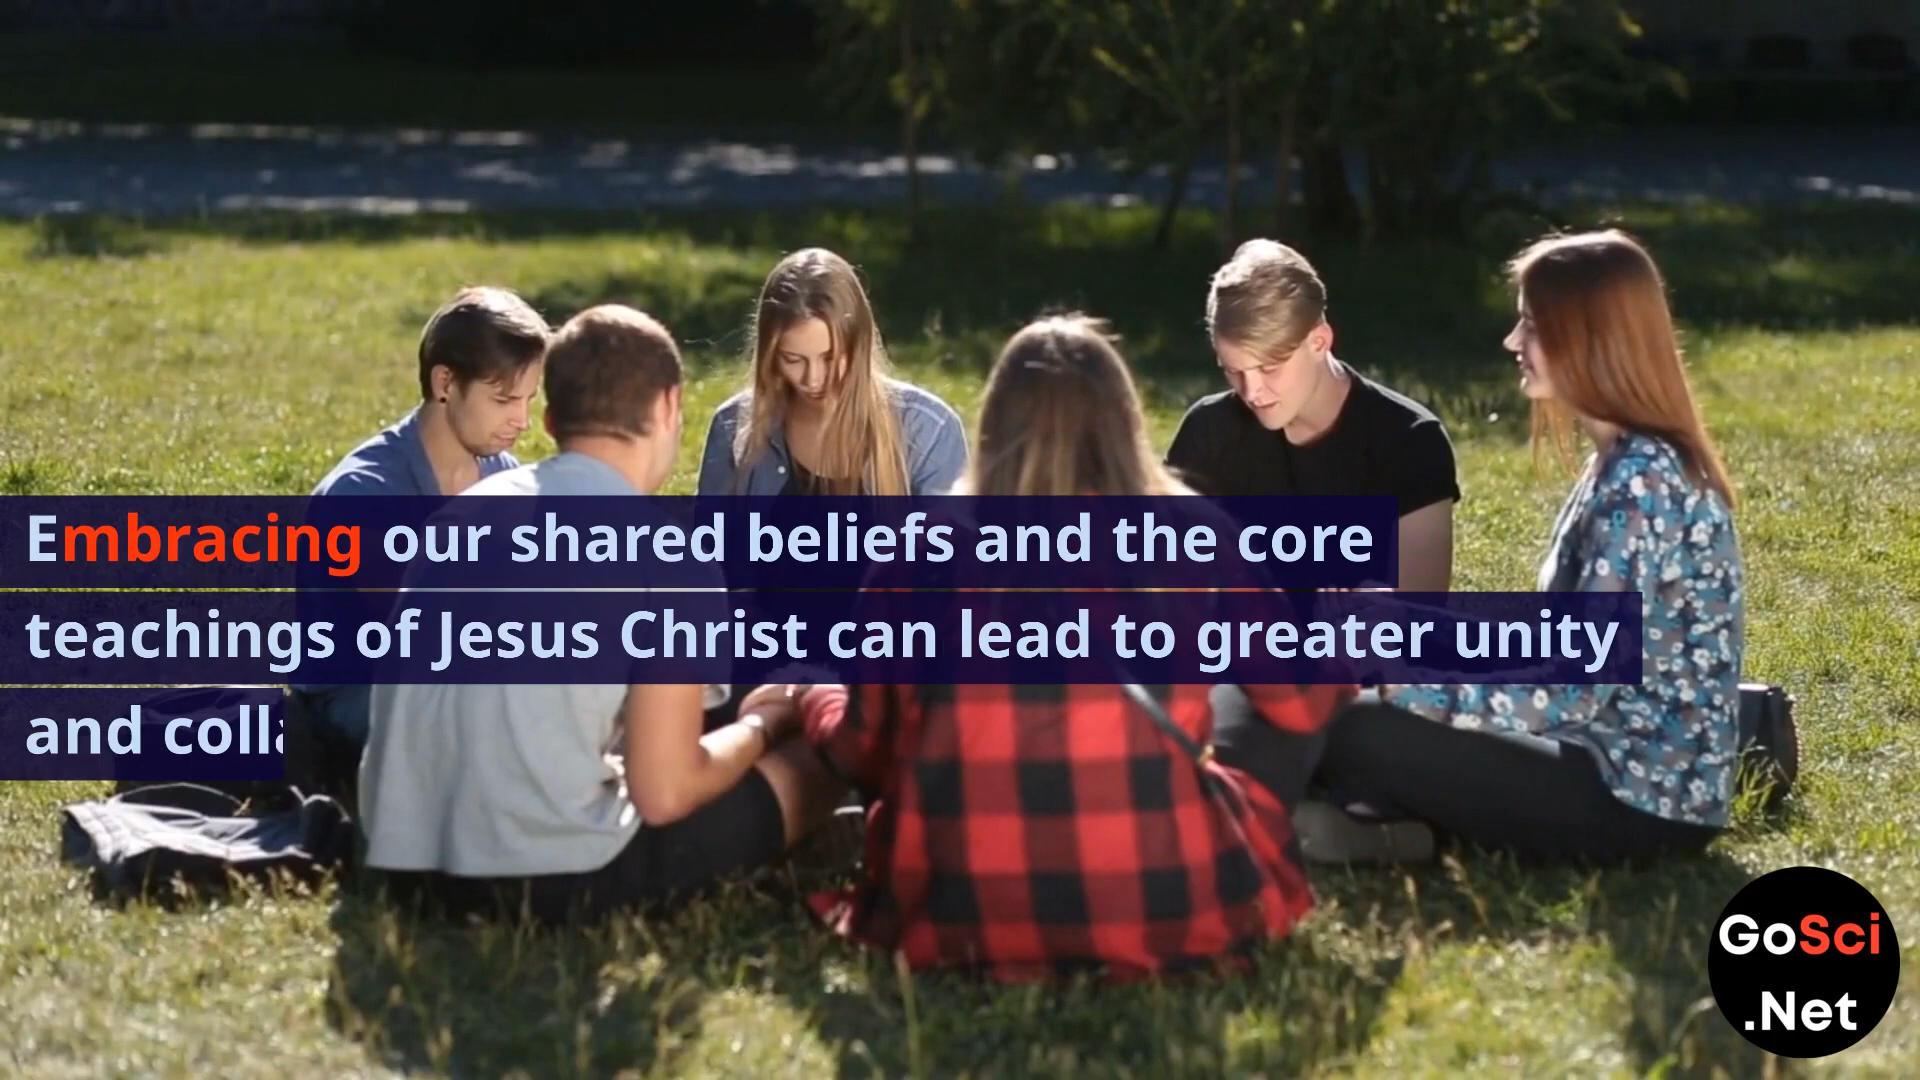 Embracing our shared beliefs and the core
teachings of Jesus Christ can lead to greater unity
and
GoSci
.Net